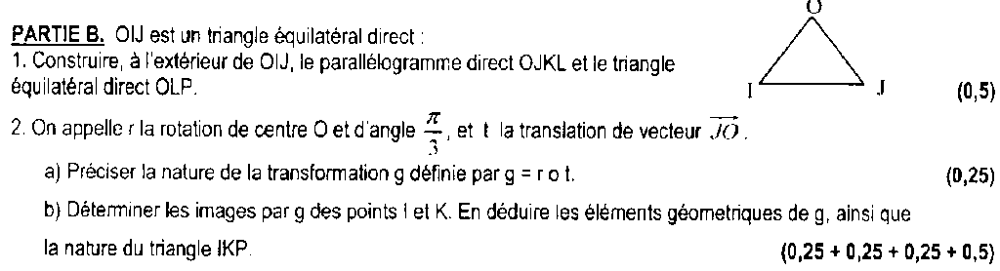 O
PARTIE B. OIJ est un triangle équilatéral direct :
1. Construire, à l'extérieur de OIJ, le parallélogramme direct OJKL et le triangle
équilatéral direct OLP.
I J (0,5)
2. On appelle r la rotation de centre O et d'angle π/3, et t la translation de vecteur JO.
a) Préciser la nature de la transformation g définie par g = r o t. (0,25)
b) Déterminer les images par g des points I et K. En déduire les éléments géometriques de g, ainsi que
la nature du triangle IKP. (0,25 + 0,25 + 0,25 + 0,5)